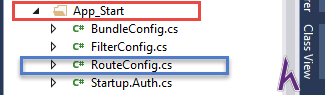 App_Start
C# BundleConfig.cs
C# FilterConfig.cs
C# RouteConfig.cs
C# Startup.Auth.cs
Class View